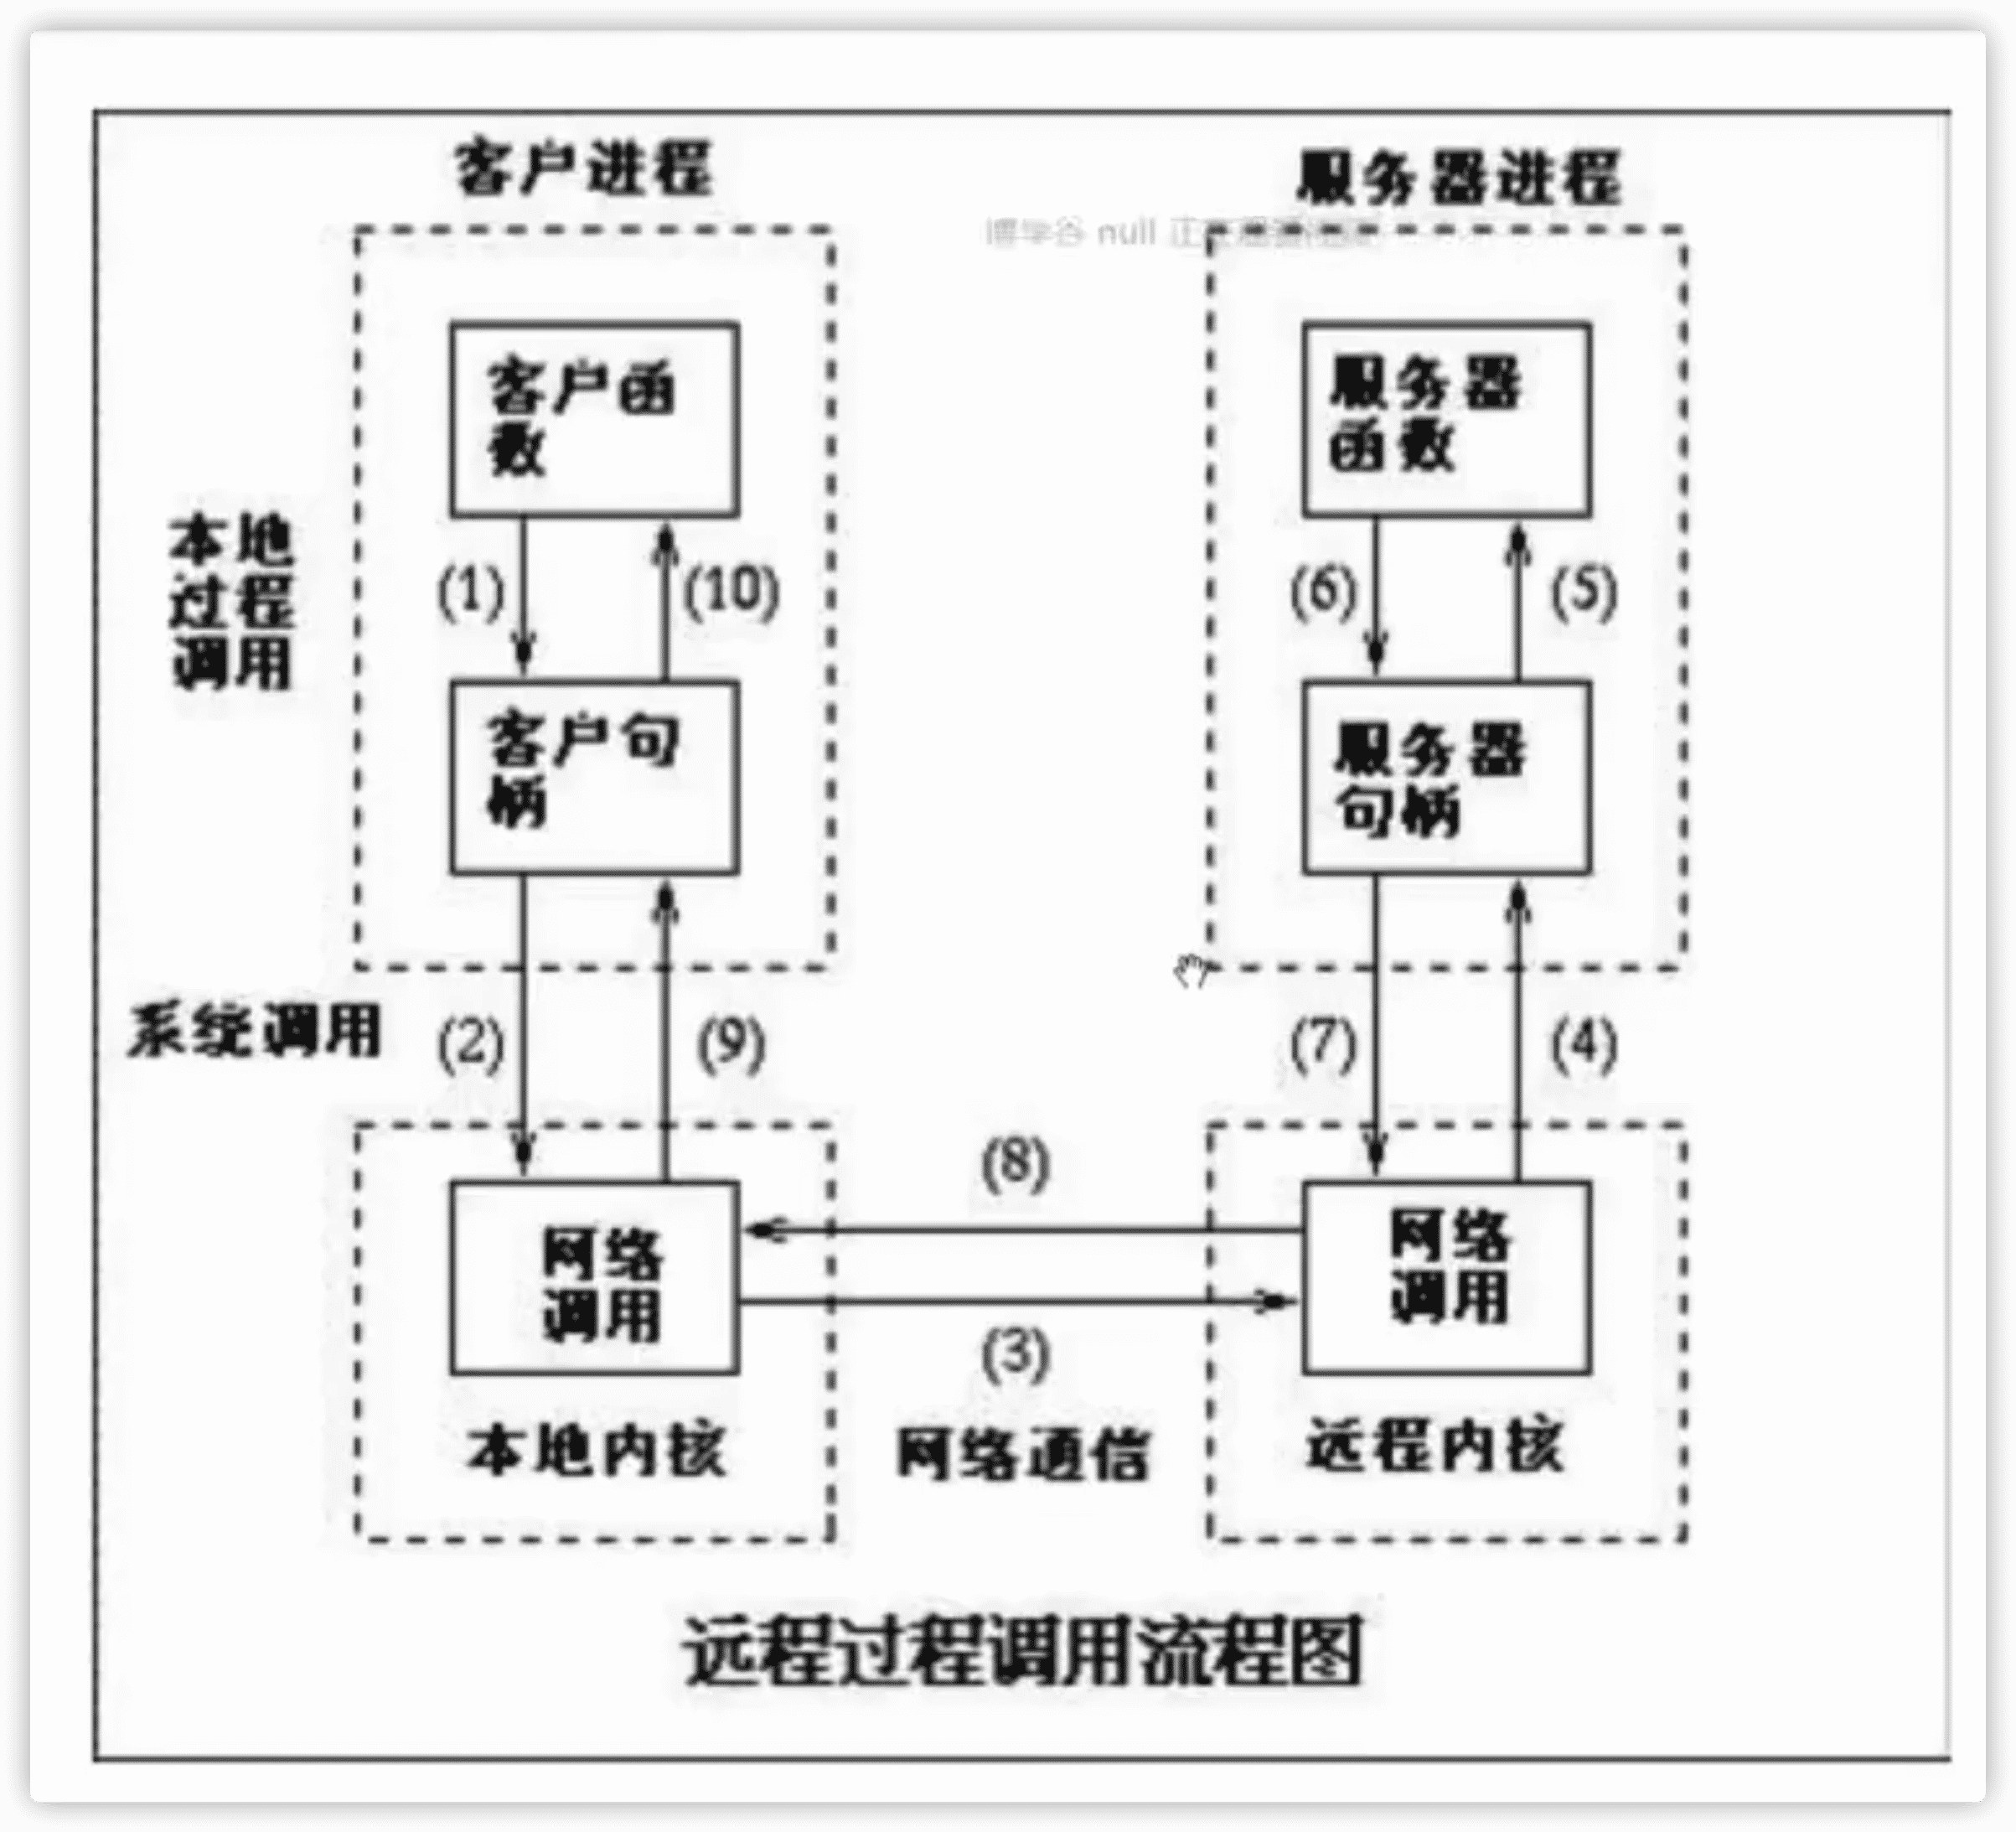 客户进程
服务器进程
null
客户函
数
服务器
函数
本地
过程
调用
(1)
(10)
(6)
(5)
客户句
柄
服务器
句柄
系统调用
(2)
(9)
(7)
(4)
(8)
网络
调用
网络
调用
(3)
本地内核
网络通信
远程内核
远程过程调用流程图